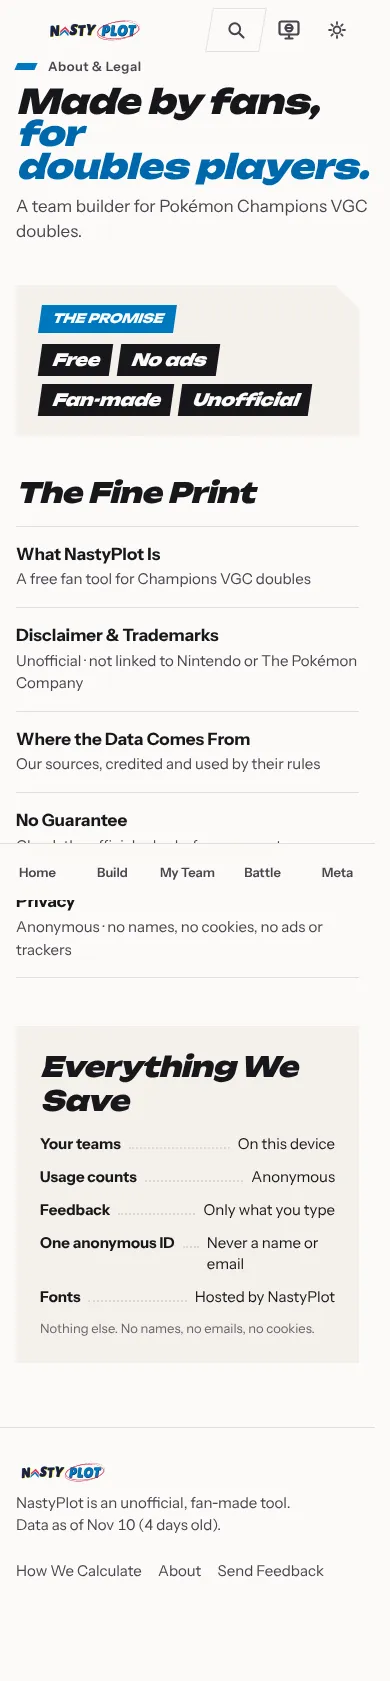 NASTY PLOT
About & Legal
Made by fans,
for
doubles players.
A team builder for Pokémon Champions VGC
doubles.
THE PROMISE
Free No ads
Fan-made Unofficial
The Fine Print
What NastyPlot Is
A free fan tool for Champions VGC doubles
Disclaimer & Trademarks
Unofficial · not linked to Nintendo or The Pokémon
Company
Where the Data Comes From
Our sources, credited and used by their rules
No Guarantee
Home Build My Team Battle Meta
Privacy
Anonymous · no names, no cookies, no ads or
trackers
Everything We
Save
Your teams On this device
Usage counts Anonymous
Feedback Only what you type
One anonymous ID Never a name or
email
Fonts Hosted by NastyPlot
Nothing else. No names, no emails, no cookies.
NASTY PLOT
NastyPlot is an unofficial, fan-made tool.
Data as of Nov 10 (4 days old).
How We Calculate About Send Feedback